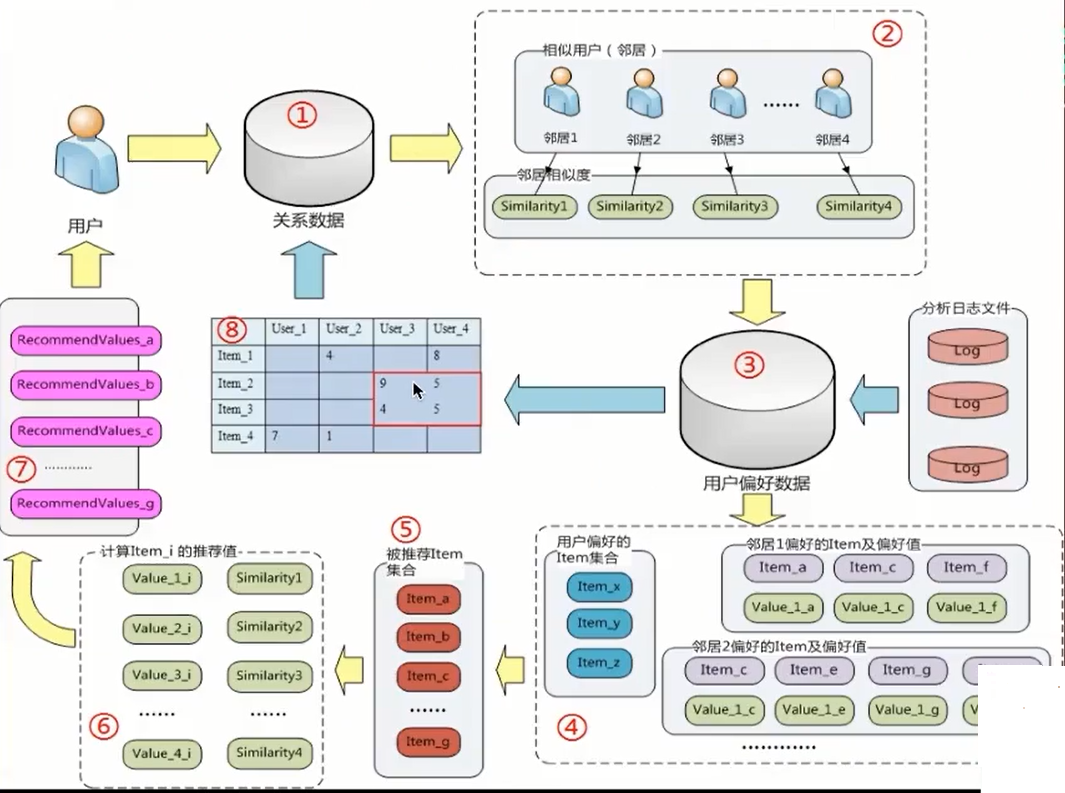 ①
②
相似用户（邻居）
邻居1
邻居2
邻居3
......
邻居4
邻居相似度
Similarity1
Similarity2
Similarity3
Similarity4
用户
关系数据
RecommendValues_a
RecommendValues_b
RecommendValues_c
............
⑦
RecommendValues_g
⑧ User_1 User_2 User_3 User_4
Item_1 4 8
Item_2 9 5
Item_3 4 5
Item_4 7 1
③
用户偏好数据
分析日志文件
Log
Log
Log
④
用户偏好的
Item集合
Item_x
Item_y
Item_z
邻居1偏好的Item及偏好值
Item_a Item_c Item_f
Value_1_a Value_1_c Value_1_f
邻居2偏好的Item及偏好值
Item_c Item_e Item_g
Value_1_c Value_1_e Value_1_g V
............
⑤
被推荐Item
集合
Item_a
Item_b
Item_c
......
Item_g
计算Item_i 的推荐值
Value_1_i Similarity1
Value_2_i Similarity2
Value_3_i Similarity3
...... ......
⑥
Value_4_i Similarity4